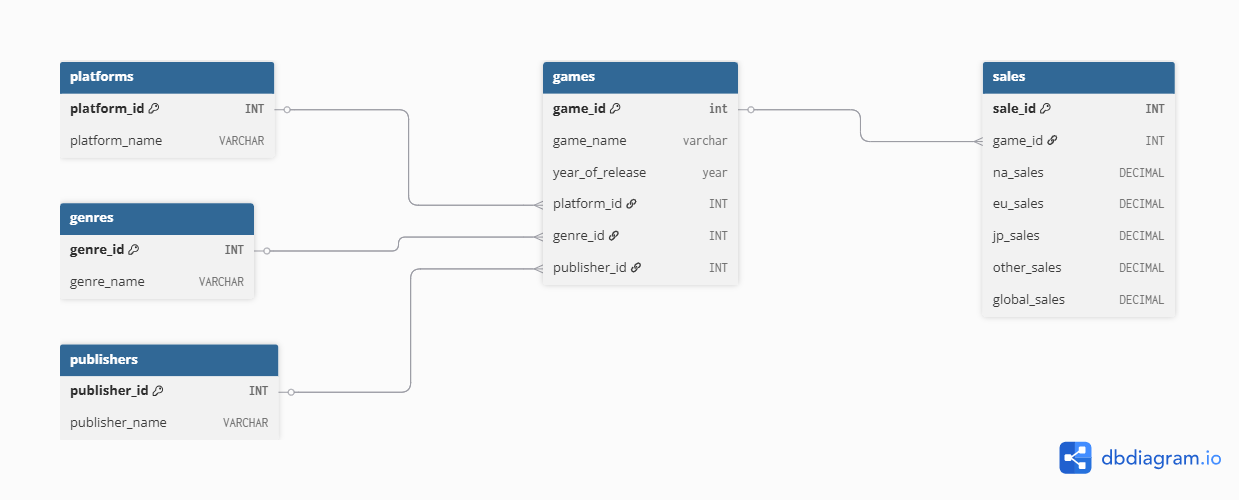 platforms
platform_id INT
platform_name VARCHAR
genres
genre_id INT
genre_name VARCHAR
publishers
publisher_id INT
publisher_name VARCHAR
games
game_id int
game_name varchar
year_of_release year
platform_id INT
genre_id INT
publisher_id INT
sales
sale_id INT
game_id INT
na_sales DECIMAL
eu_sales DECIMAL
jp_sales DECIMAL
other_sales DECIMAL
global_sales DECIMAL
dbdiagram.io